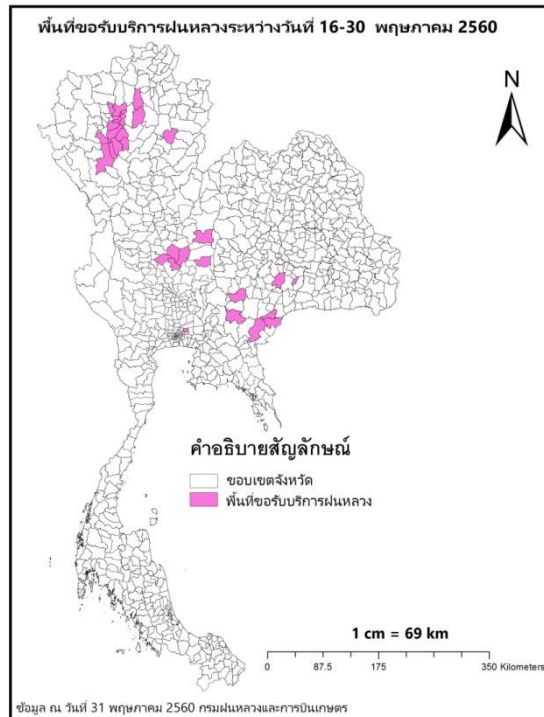 พื้นที่ขอรับบริการฝนหลวงระหว่างวันที่ 16-30 พฤษภาคม 2560
N
คำอธิบายสัญลักษณ์
ขอบเขตจังหวัด
พื้นที่ขอรับบริการฝนหลวง
1 cm = 69 km
0 87.5 175 350 Kilometers
ข้อมูล ณ วันที่ 31 พฤษภาคม 2560 กรมฝนหลวงและการบินเกษตร